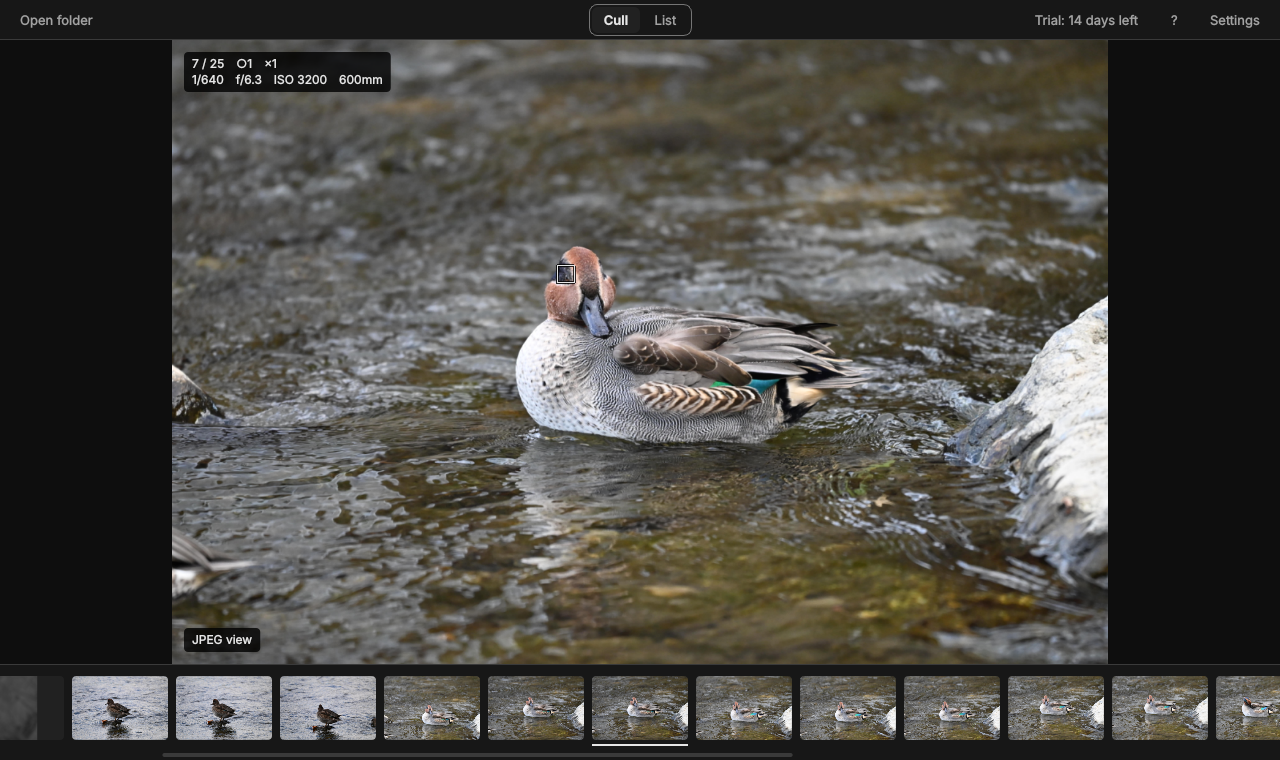 Open folder
Cull List
Trial: 14 days left ? Settings
7 / 25 O1 ×1
1/640 f/6.3 ISO 3200 600mm
JPEG view